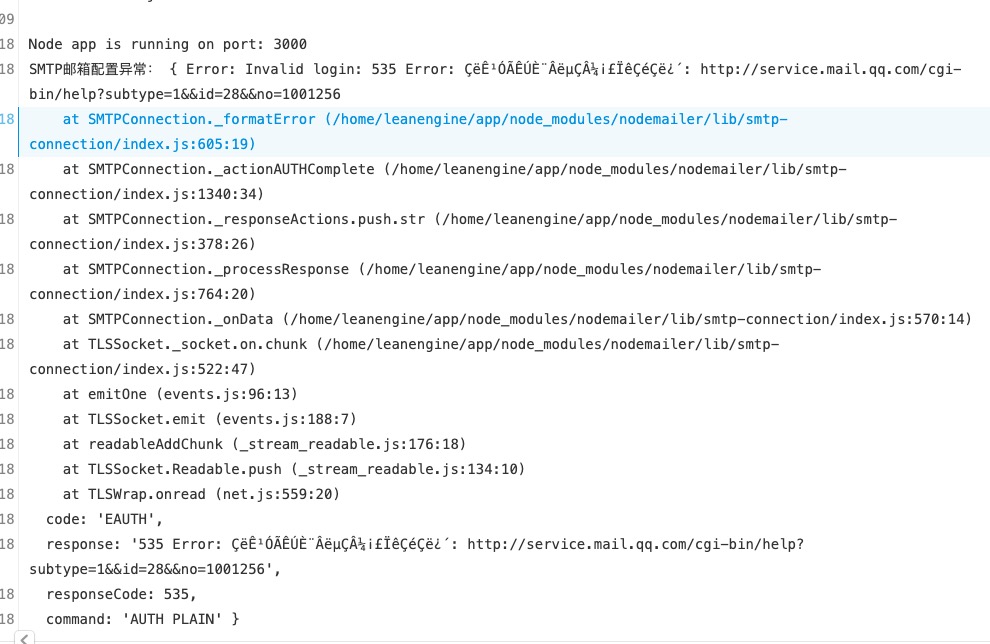 09
18 Node app is running on port: 3000
18 SMTP邮箱配置异常： { Error: Invalid login: 535 Error: ÇëÊ¹ÓÃÊÚÈ¨ÂëµÇÂ¼¡£ÏêÇéÇë¿´: http://service.mail.qq.com/cgi-
bin/help?subtype=1&&id=28&&no=1001256
18 at SMTPConnection._formatError (/home/leanengine/app/node_modules/nodemailer/lib/smtp-
connection/index.js:605:19)
18 at SMTPConnection._actionAUTHComplete (/home/leanengine/app/node_modules/nodemailer/lib/smtp-
connection/index.js:1340:34)
18 at SMTPConnection._responseActions.push.str (/home/leanengine/app/node_modules/nodemailer/lib/smtp-
connection/index.js:378:26)
18 at SMTPConnection._processResponse (/home/leanengine/app/node_modules/nodemailer/lib/smtp-
connection/index.js:764:20)
18 at SMTPConnection._onData (/home/leanengine/app/node_modules/nodemailer/lib/smtp-connection/index.js:570:14)
18 at TLSSocket._socket.on.chunk (/home/leanengine/app/node_modules/nodemailer/lib/smtp-
connection/index.js:522:47)
18 at emitOne (events.js:96:13)
18 at TLSSocket.emit (events.js:188:7)
18 at readableAddChunk (_stream_readable.js:176:18)
18 at TLSSocket.Readable.push (_stream_readable.js:134:10)
18 at TLSWrap.onread (net.js:559:20)
18 code: 'EAUTH',
18 response: '535 Error: ÇëÊ¹ÓÃÊÚÈ¨ÂëµÇÂ¼¡£ÏêÇéÇë¿´: http://service.mail.qq.com/cgi-bin/help?
subtype=1&&id=28&&no=1001256',
18 responseCode: 535,
18 command: 'AUTH PLAIN' }